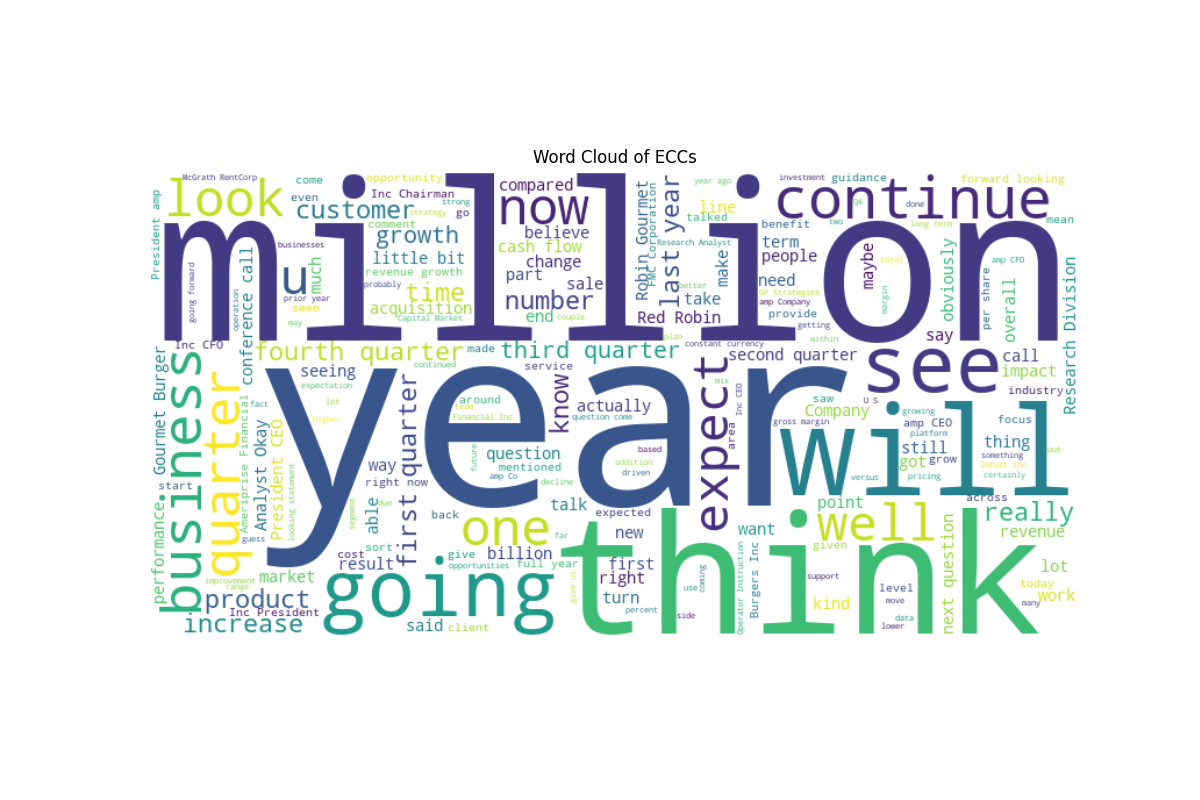 Word Cloud of ECCs
million
year
think
will
see
continue
now
going
one
well
expect
business
quarter
look
customer
growth
u
time
number
product
increase
fourth quarter
third quarter
first quarter
second quarter
last year
know
really
McGrath RentCorp
come
opportunity
even
Inc Chairman
strong
strategy
go
comment
President amp
businesses
little bit
much
revenue growth
probably
acquisition
prior year
seen
may
Capital Market
going forward
operation
conference call
Inc CFO
compared
believe
cash flow
change
part
sale
end
couple
Robin Gourmet
FMC Corporation
Red Robin
year ago
line
talked
Research Analyst
make
better
take
plan
investment
guidance
Q4
done
benefit
two
term
people
need
GP Strategies
amp Company
provide
getting
constant currency
within
maybe
total
margin
forward looking
mean
long term
obviously
amp CFO
per share
overall
Research Division
say
call
impact
industry
made
continued
service
seeing
expectation
let
fact
higher
Gourmet Burger
performance
start
Ameriprise Financial
Analyst Okay
President CEO
looking statement
guess
way
right now
able
due
segment
around
team
Financial Inc
question come
actually
question
mentioned
amp Co
future
driven
based
addition
decline
talk
expected
back
far
new
mix
area
Inc CEO
saw
Company
gross margin
U S
growing
amp CEO
platform
still
got
grow
something
Intuit Inc
versus
pricing
certainly
focus
thing
put
across
point
revenue
want
given
next question
lot
today
work
many
market
improvement
range
Inc President
cost
result
sort
said
client
give
opportunities
billion
full year
first
right
turn
give us
percent
use
coming
side
Operator Instruction
Burgers Inc
support
kind
level
move
data
lower